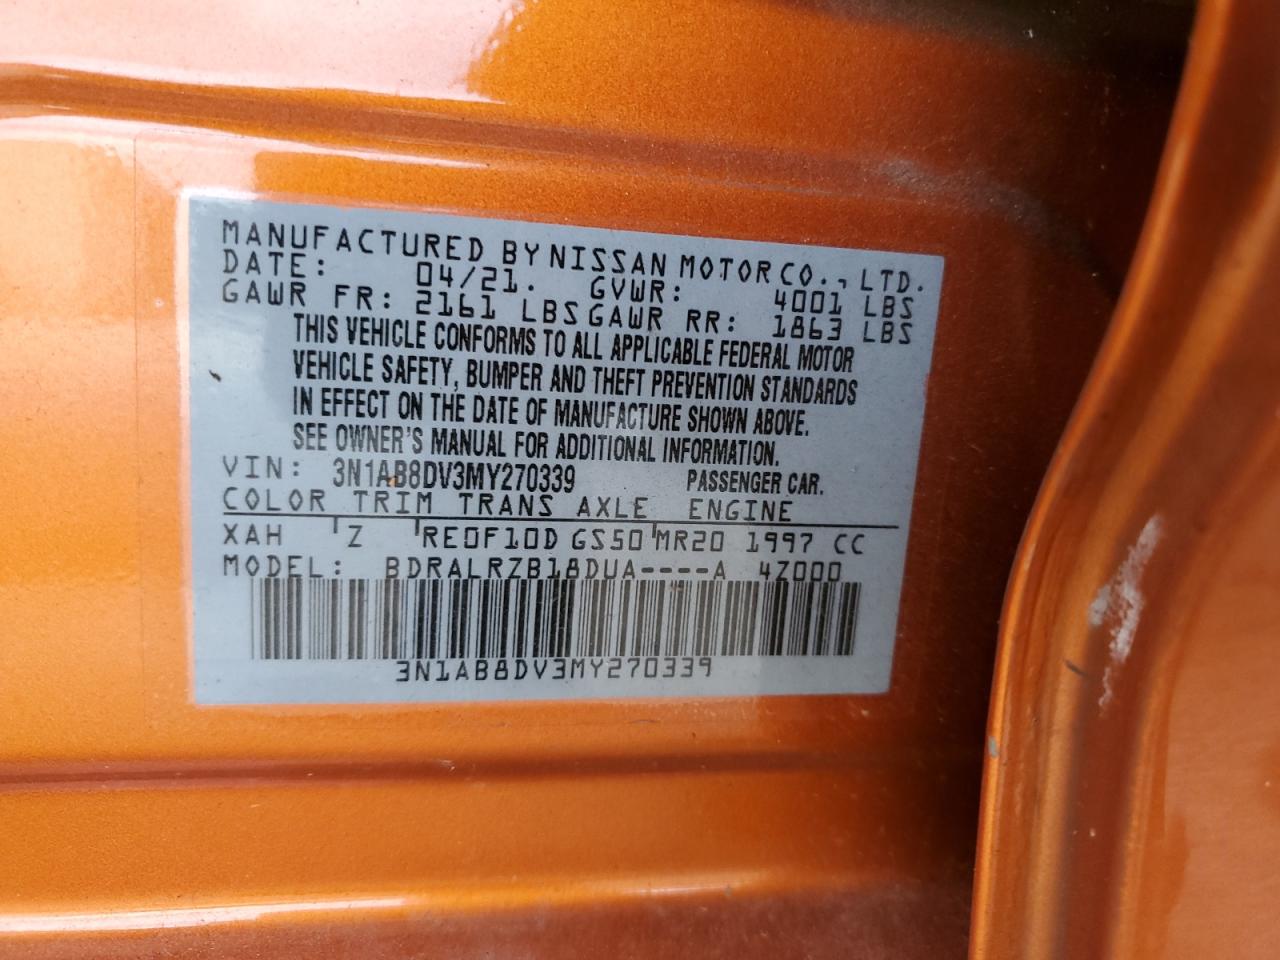 MANUFACTURED BY NISSAN MOTOR CO., LTD.
DATE: 04/21. GVWR: 4001 LBS
GAWR FR: 2161 LBS GAWR RR: 1863 LBS
THIS VEHICLE CONFORMS TO ALL APPLICABLE FEDERAL MOTOR
VEHICLE SAFETY, BUMPER AND THEFT PREVENTION STANDARDS
IN EFFECT ON THE DATE OF MANUFACTURE SHOWN ABOVE.
SEE OWNER'S MANUAL FOR ADDITIONAL INFORMATION.
VIN: 3N1AB8DV3MY270339 PASSENGER CAR.
COLOR TRIM TRANS AXLE ENGINE
XAH Z RE0F10D GS50 MR20 1997 CC
MODEL: BDRALRZB18DUA----A 4Z000
3N1AB8DV3MY270339